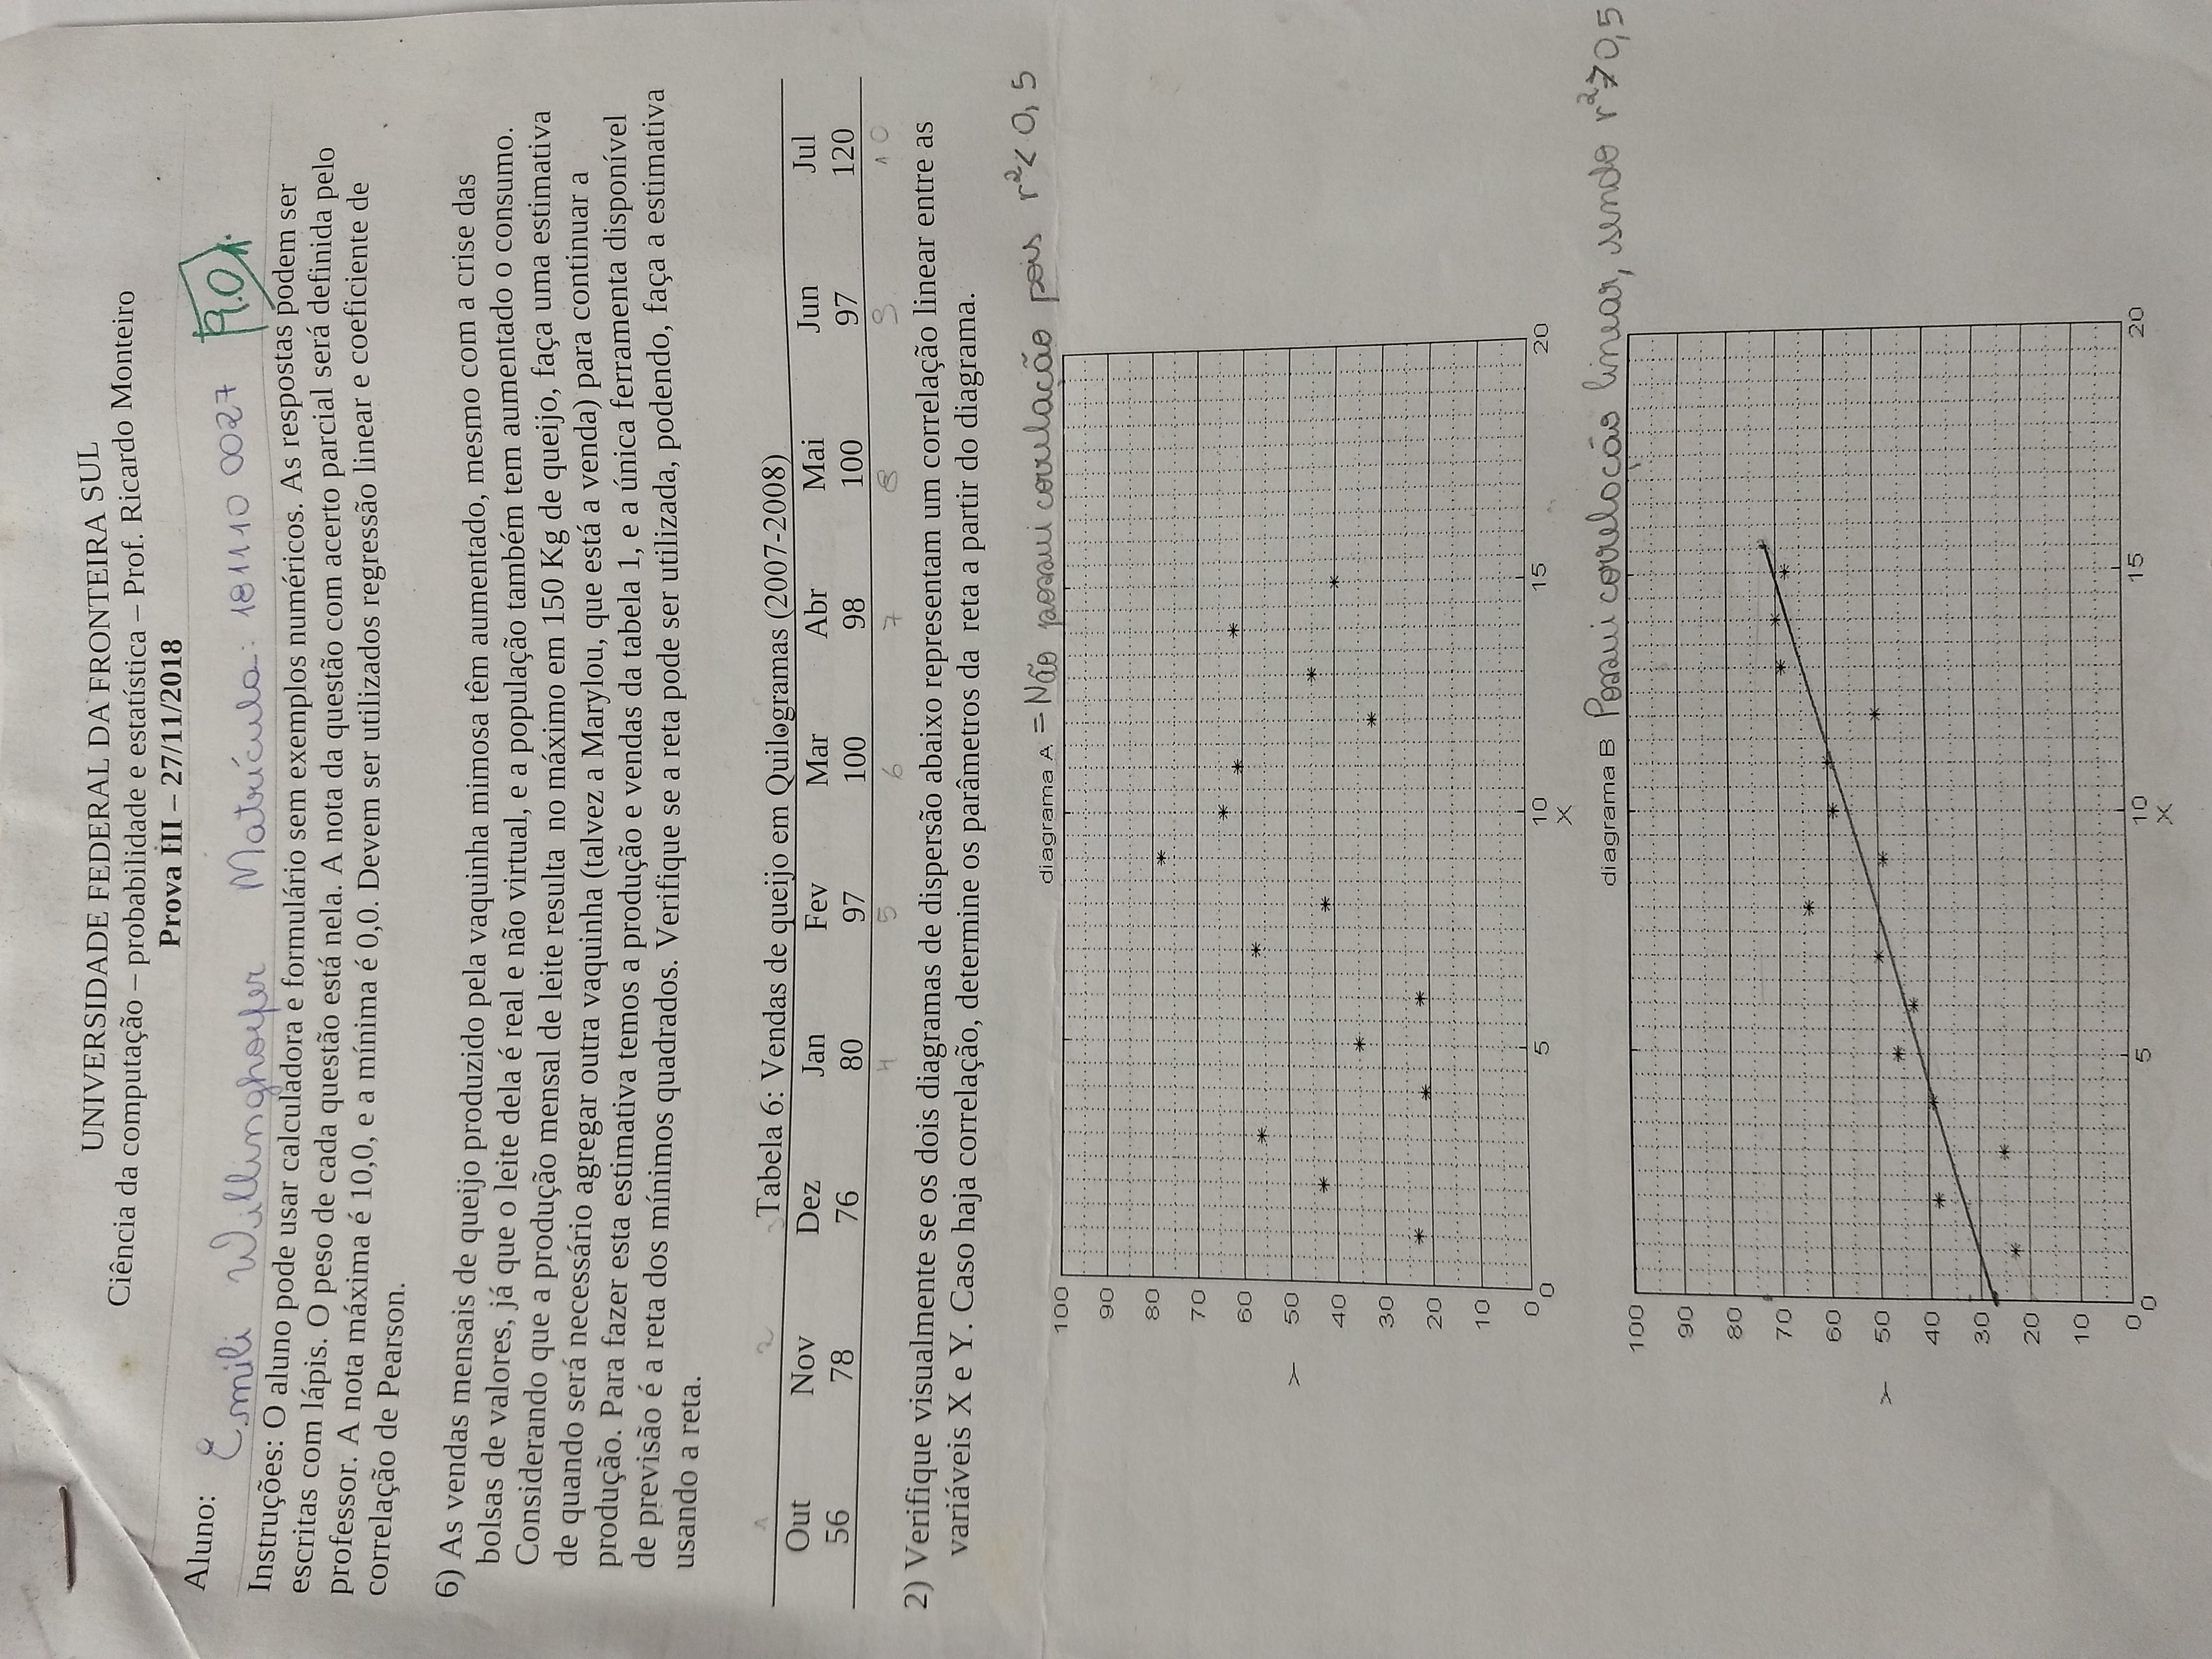 UNIVERSIDADE FEDERAL DA FRONTEIRA SUL
Ciência da computação – probabilidade e estatística – Prof. Ricardo Monteiro
Prova III – 27/11/2018
Aluno: Emili Willinghoefer Matrícula: 1811100027
Instruções: O aluno pode usar calculadora e formulário sem exemplos numéricos. As respostas podem ser
escritas com lápis. O peso de cada questão está nela. A nota da questão com acerto parcial será definida pelo
professor. A nota máxima é 10,0, e a mínima é 0,0. Devem ser utilizados regressão linear e coeficiente de
correlação de Pearson.
6) As vendas mensais de queijo produzido pela vaquinha mimosa têm aumentado, mesmo com a crise das
bolsas de valores, já que o leite dela é real e não virtual, e a população também tem aumentado o consumo.
Considerando que a produção mensal de leite resulta no máximo em 150 Kg de queijo, faça uma estimativa
de quando será necessário agregar outra vaquinha (talvez a Marylou, que está a venda) para continuar a
produção. Para fazer esta estimativa temos a produção e vendas da tabela 1, e a única ferramenta disponível
de previsão é a reta dos mínimos quadrados. Verifique se a reta pode ser utilizada, podendo, faça a estimativa
usando a reta.
Tabela 6: Vendas de queijo em Quilogramas (2007-2008)
1 2 3
Out Nov Dez Jan Fev Mar Abr Mai Jun Jul
56 78 76 80 97 100 98 100 97 120
4 5 6 7 8 9 10
2) Verifique visualmente se os dois diagramas de dispersão abaixo representam um correlação linear entre as
variáveis X e Y. Caso haja correlação, determine os parâmetros da reta a partir do diagrama.
diagrama A = Não possui correlação pois r²< 0,5
100
90
80
70
60
50
40
30
20
10
0
Y
0 5 10 15 20
X
diagrama B Possui correlação linear, sendo r²>0,5
100
90
80
70
60
50
40
30
20
10
0
Y
0 5 10 15 20
X